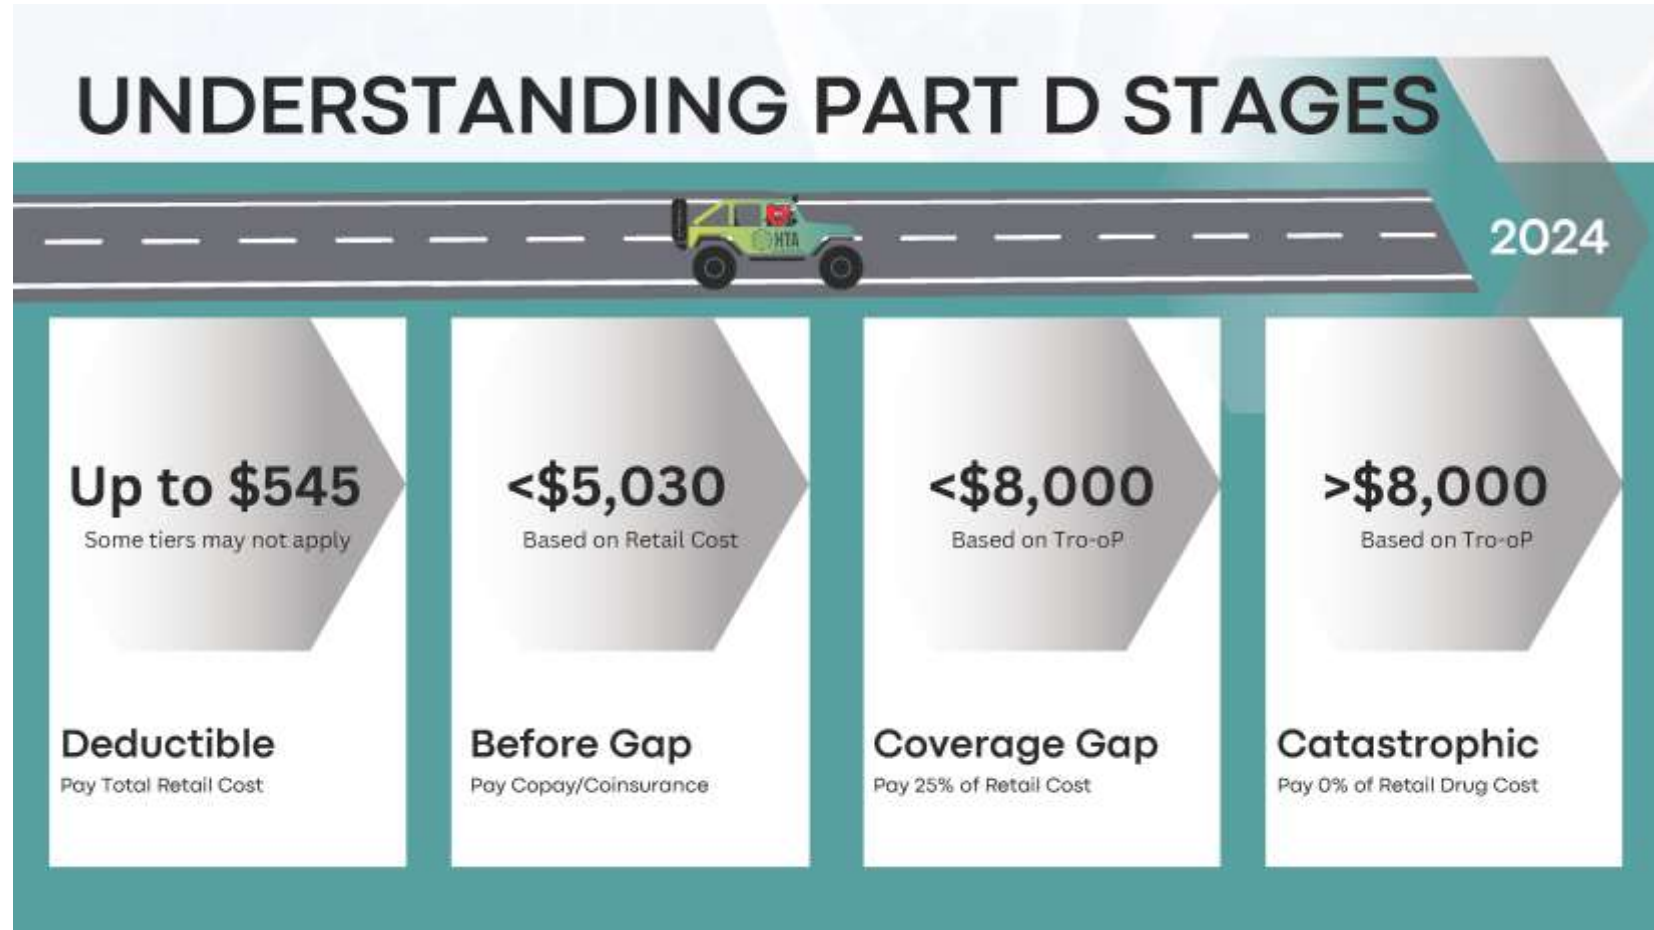 UNDERSTANDING PART D STAGES
HTA
2024
Up to $545
Some tiers may not apply
Deductible
Pay Total Retail Cost
<$5,030
Based on Retail Cost
Before Gap
Pay Copay/Coinsurance
<$8,000
Based on Tro-oP
Coverage Gap
Pay 25% of Retail Cost
>$8,000
Based on Tro-oP
Catastrophic
Pay 0% of Retail Drug Cost